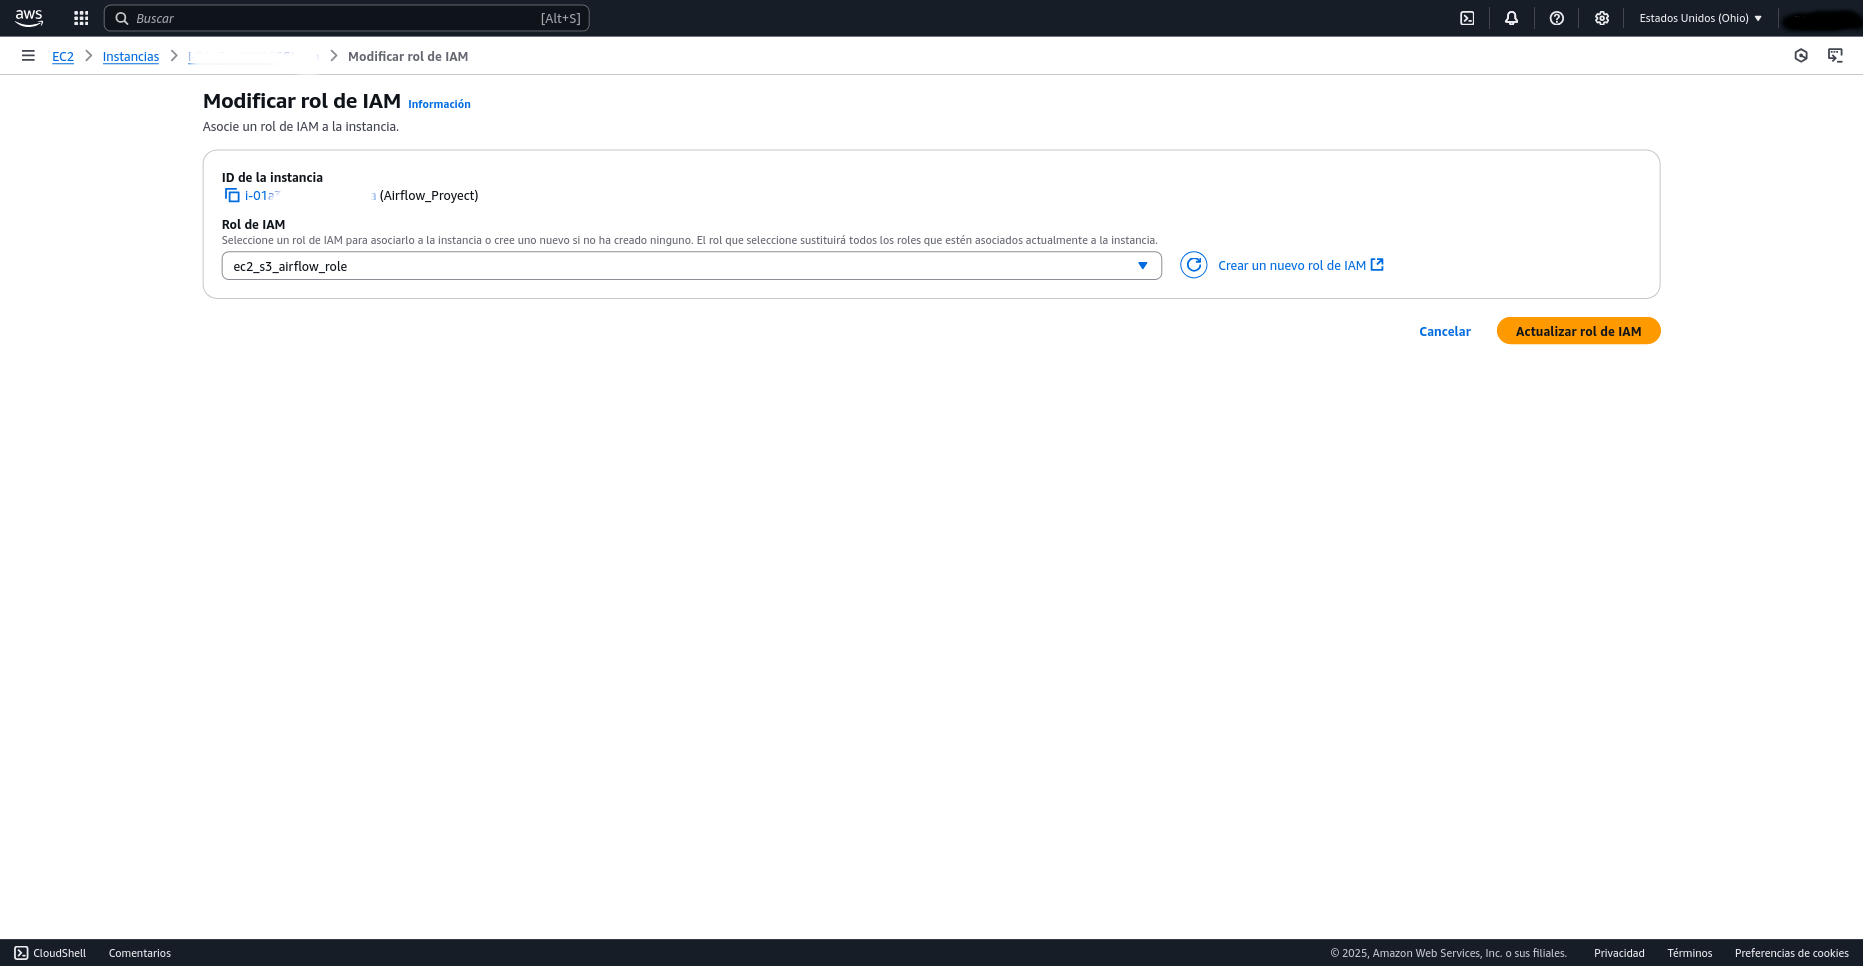 aws
Buscar [Alt+S] Estados Unidos (Ohio)
EC2 Instancias Modificar rol de IAM
Modificar rol de IAM Información
Asocie un rol de IAM a la instancia.
ID de la instancia
i-01a (Airflow_Proyect)
Rol de IAM
Seleccione un rol de IAM para asociarlo a la instancia o cree uno nuevo si no ha creado ninguno. El rol que seleccione sustituirá todos los roles que estén asociados actualmente a la instancia.
ec2_s3_airflow_role Crear un nuevo rol de IAM
Cancelar Actualizar rol de IAM
CloudShell Comentarios © 2025, Amazon Web Services, Inc. o sus filiales. Privacidad Términos Preferencias de cookies